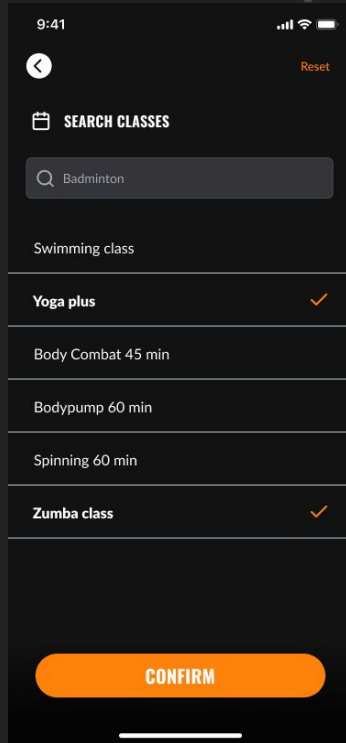 9:41
Reset
SEARCH CLASSES
Badminton
Swimming class
Yoga plus
Body Combat 45 min
Bodypump 60 min
Spinning 60 min
Zumba class
CONFIRM